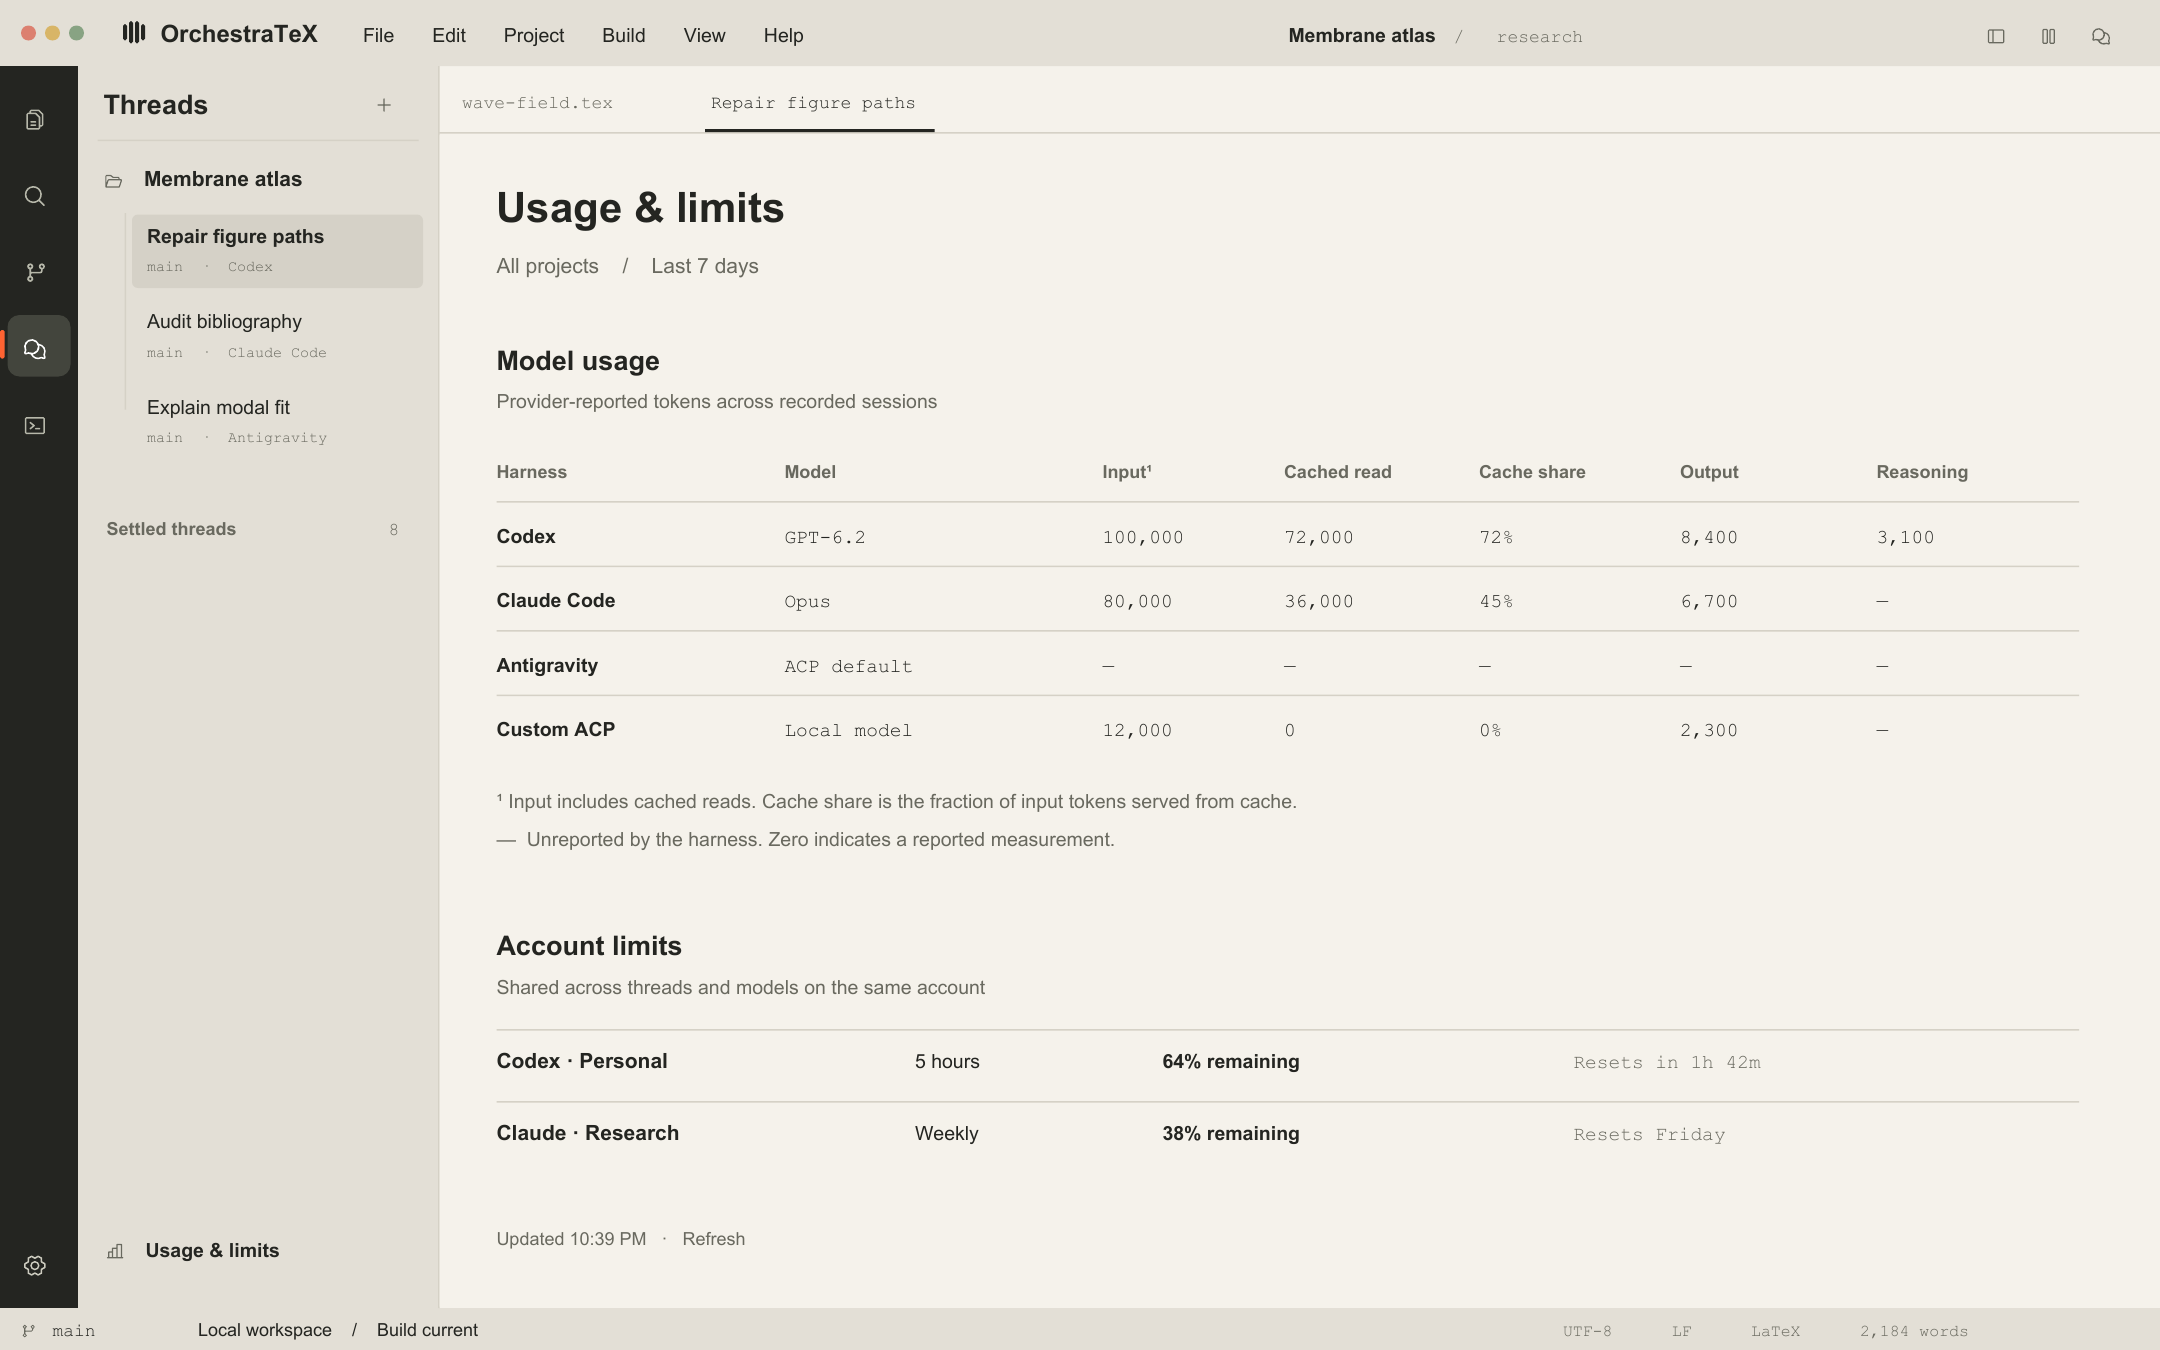 OrchestraTeX File Edit Project Build View Help Membrane atlas / research
Threads +
Membrane atlas
Repair figure paths
main · Codex
Audit bibliography
main · Claude Code
Explain modal fit
main · Antigravity
Settled threads 8
Usage & limits
wave-field.tex Repair figure paths
Usage & limits
All projects / Last 7 days
Model usage
Provider-reported tokens across recorded sessions
Harness Model Input¹ Cached read Cache share Output Reasoning
Codex GPT-6.2 100,000 72,000 72% 8,400 3,100
Claude Code Opus 80,000 36,000 45% 6,700 —
Antigravity ACP default — — — — —
Custom ACP Local model 12,000 0 0% 2,300 —
¹ Input includes cached reads. Cache share is the fraction of input tokens served from cache.
— Unreported by the harness. Zero indicates a reported measurement.
Account limits
Shared across threads and models on the same account
Codex · Personal 5 hours 64% remaining Resets in 1h 42m
Claude · Research Weekly 38% remaining Resets Friday
Updated 10:39 PM · Refresh
main Local workspace / Build current UTF-8 LF LaTeX 2,184 words